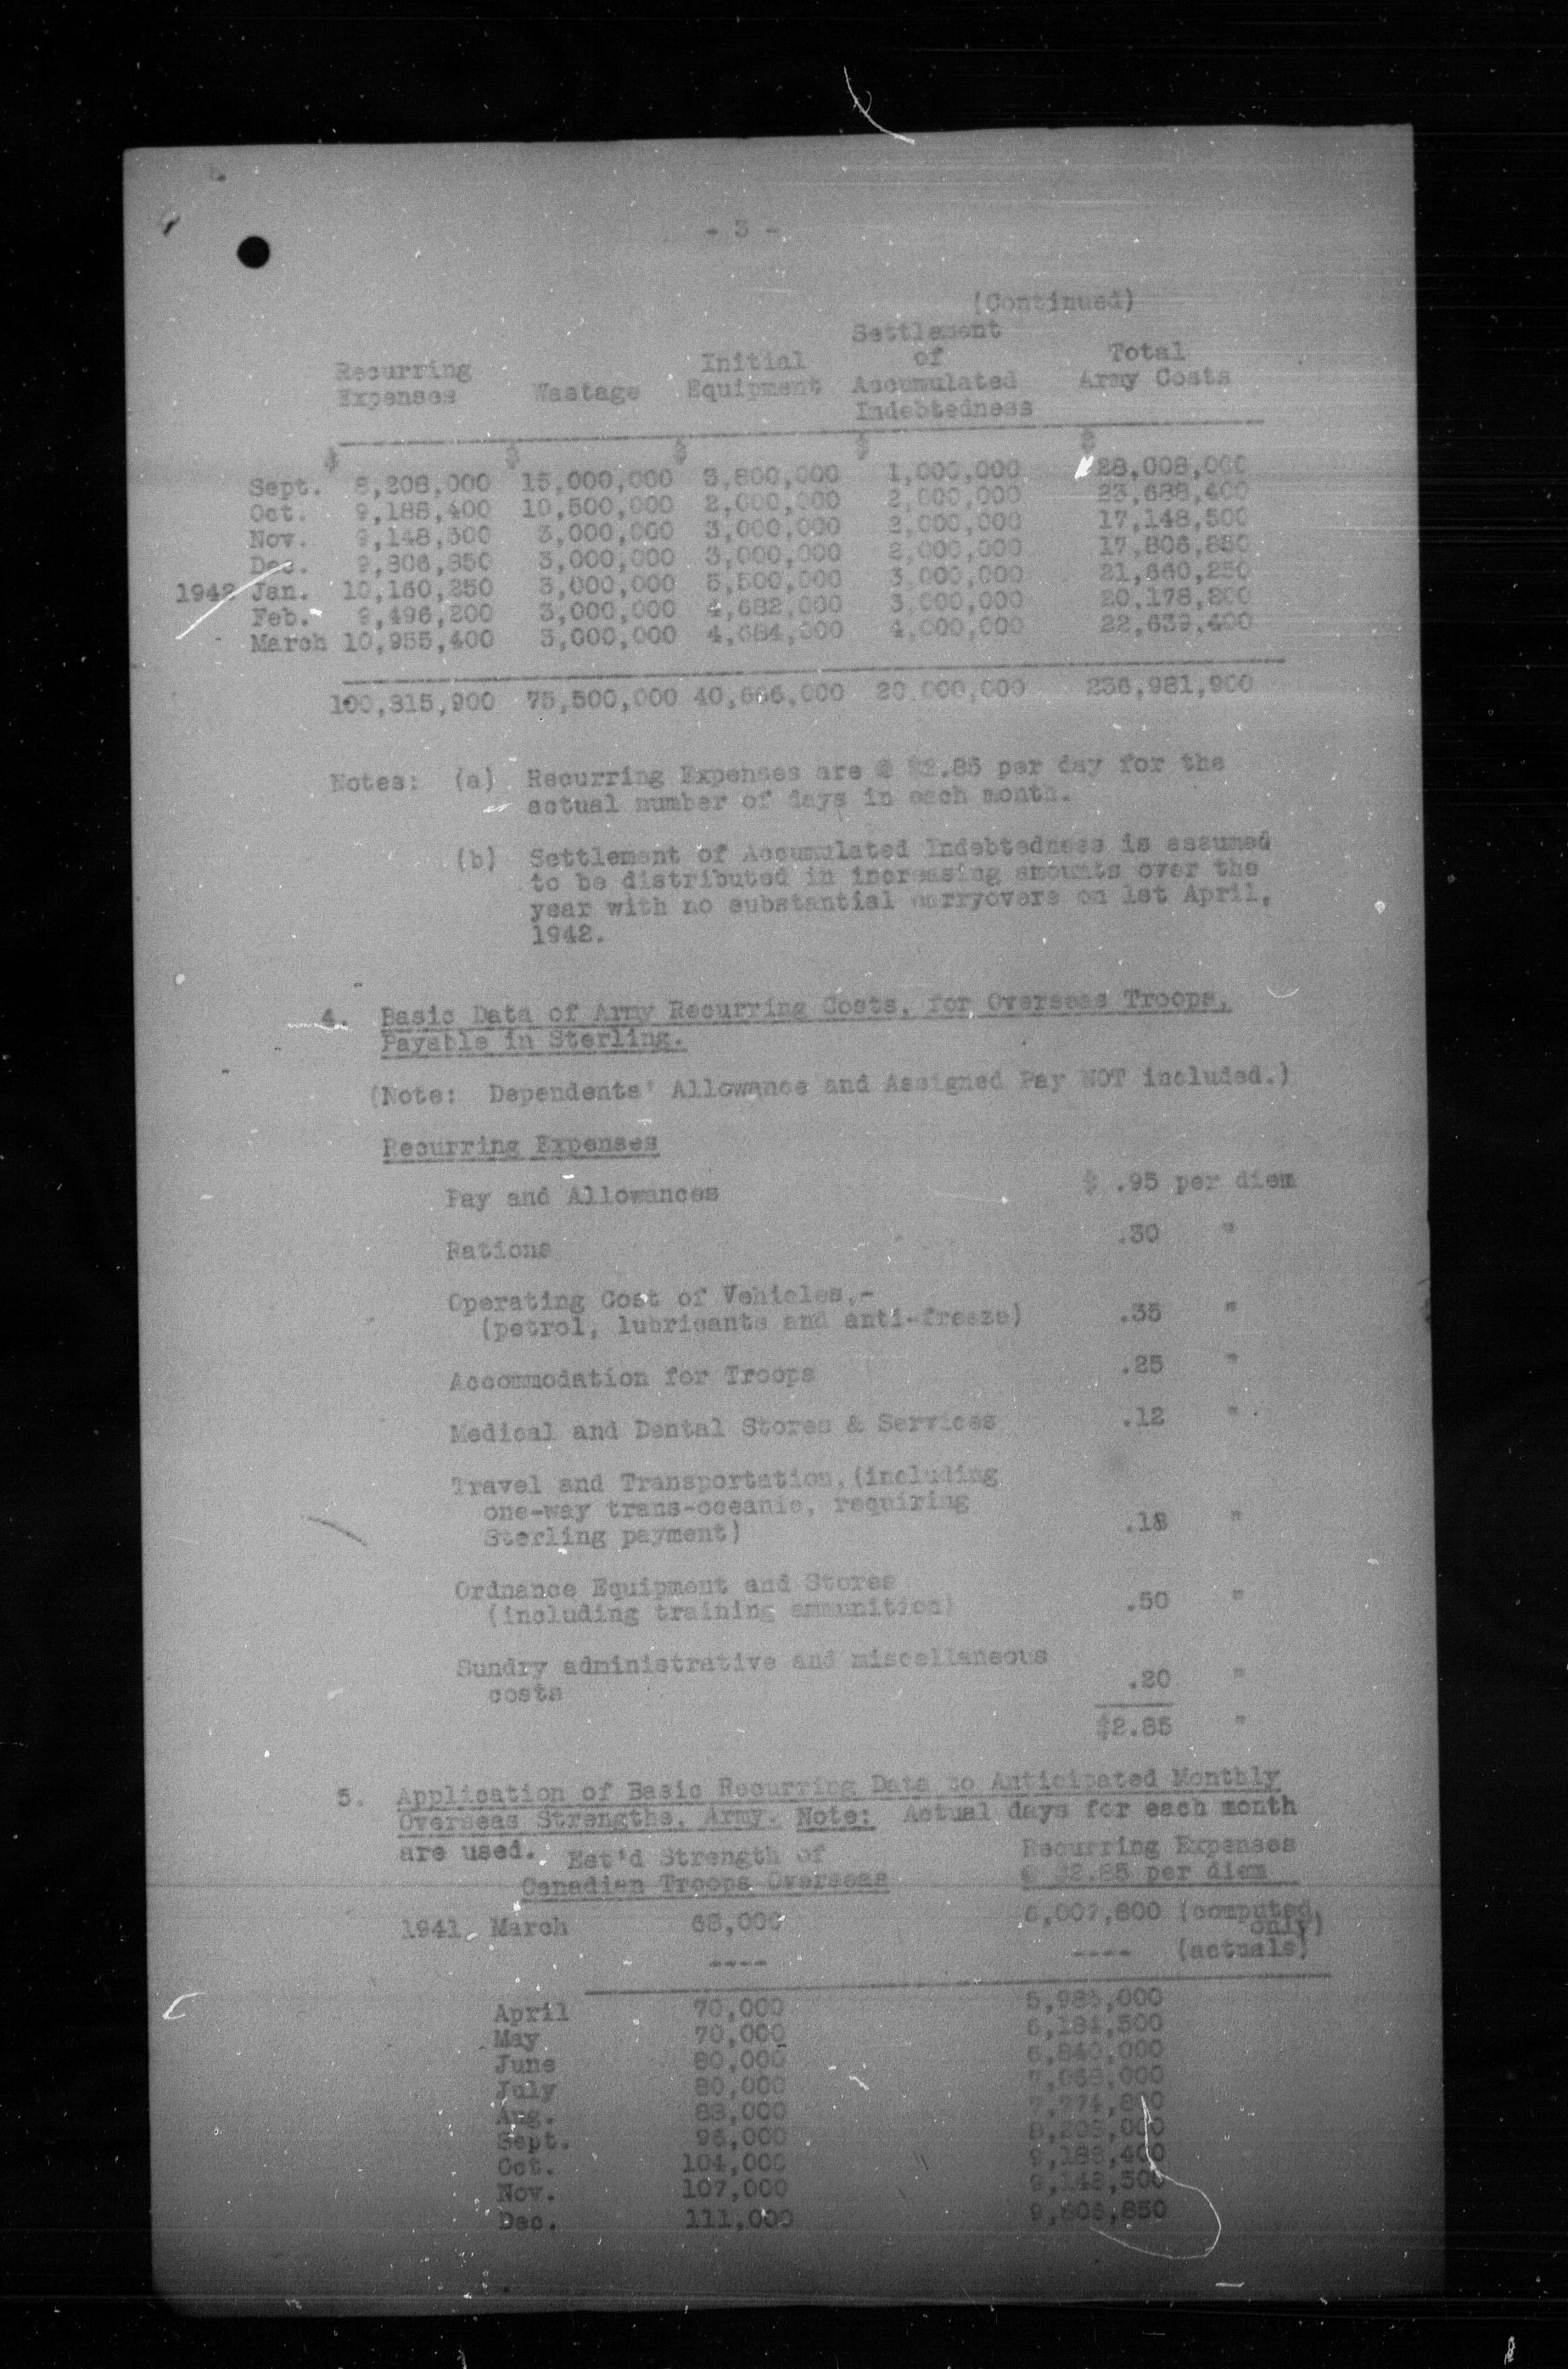 - 3 -
(Continued)
Recurring Expenses Wastage Initial Equipment Settlement of Accumulated Indebtedness Total Army Costs
$ $ $ $ $
Sept. 8,208,000 15,000,000 3,800,000 1,000,000 28,008,000
Oct. 9,188,400 10,500,000 2,000,000 2,000,000 23,688,400
Nov. 9,148,500 3,000,000 3,000,000 2,000,000 17,148,500
Dec. 9,806,850 3,000,000 3,000,000 2,000,000 17,806,850
1942 Jan. 10,160,250 3,000,000 5,500,000 3,000,000 21,660,250
Feb. 9,496,200 3,000,000 4,682,000 3,000,000 20,178,200
March 10,955,400 3,000,000 4,684,000 4,000,000 22,639,400
100,815,900 75,500,000 40,666,000 20,000,000 236,981,900
Notes: (a) Recurring Expenses are @ $2.85 per day for the
actual number of days in each month.
(b) Settlement of Accumulated Indebtedness is assumed
to be distributed in increasing amounts over the
year with no substantial carryovers on 1st April,
1942.
4. Basic Data of Army Recurring Costs, for Overseas Troops,
Payable in Sterling.
(Note: Dependents' Allowance and Assigned Pay NOT included.)
Recurring Expenses
Pay and Allowances $ .95 per diem
Rations .30 "
Operating Cost of Vehicles,-
(petrol, lubricants and anti-freeze) .35 "
Accommodation for Troops .25 "
Medical and Dental Stores & Services .12 "
Travel and Transportation,(including
one-way trans-oceanic, requiring
Sterling payment) .18 "
Ordnance Equipment and Stores
(including training ammunition) .50 "
Sundry administrative and miscellaneous
costs .20 "
$2.85 "
5. Application of Basic Recurring Data to Anticipated Monthly
Overseas Strengths, Army. Note: Actual days for each month
are used.
Est'd Strength of Recurring Expenses
Canadian Troops Overseas @ $2.85 per diem
1941 March 68,000 6,007,800 (computed
only)
---- ---- (actuals)
April 70,000 5,985,000
May 70,000 6,184,500
June 80,000 6,840,000
July 80,000 7,068,000
Aug. 88,000 7,774,800
Sept. 96,000 8,208,000
Oct. 104,000 9,188,400
Nov. 107,000 9,148,500
Dec. 111,000 9,806,850